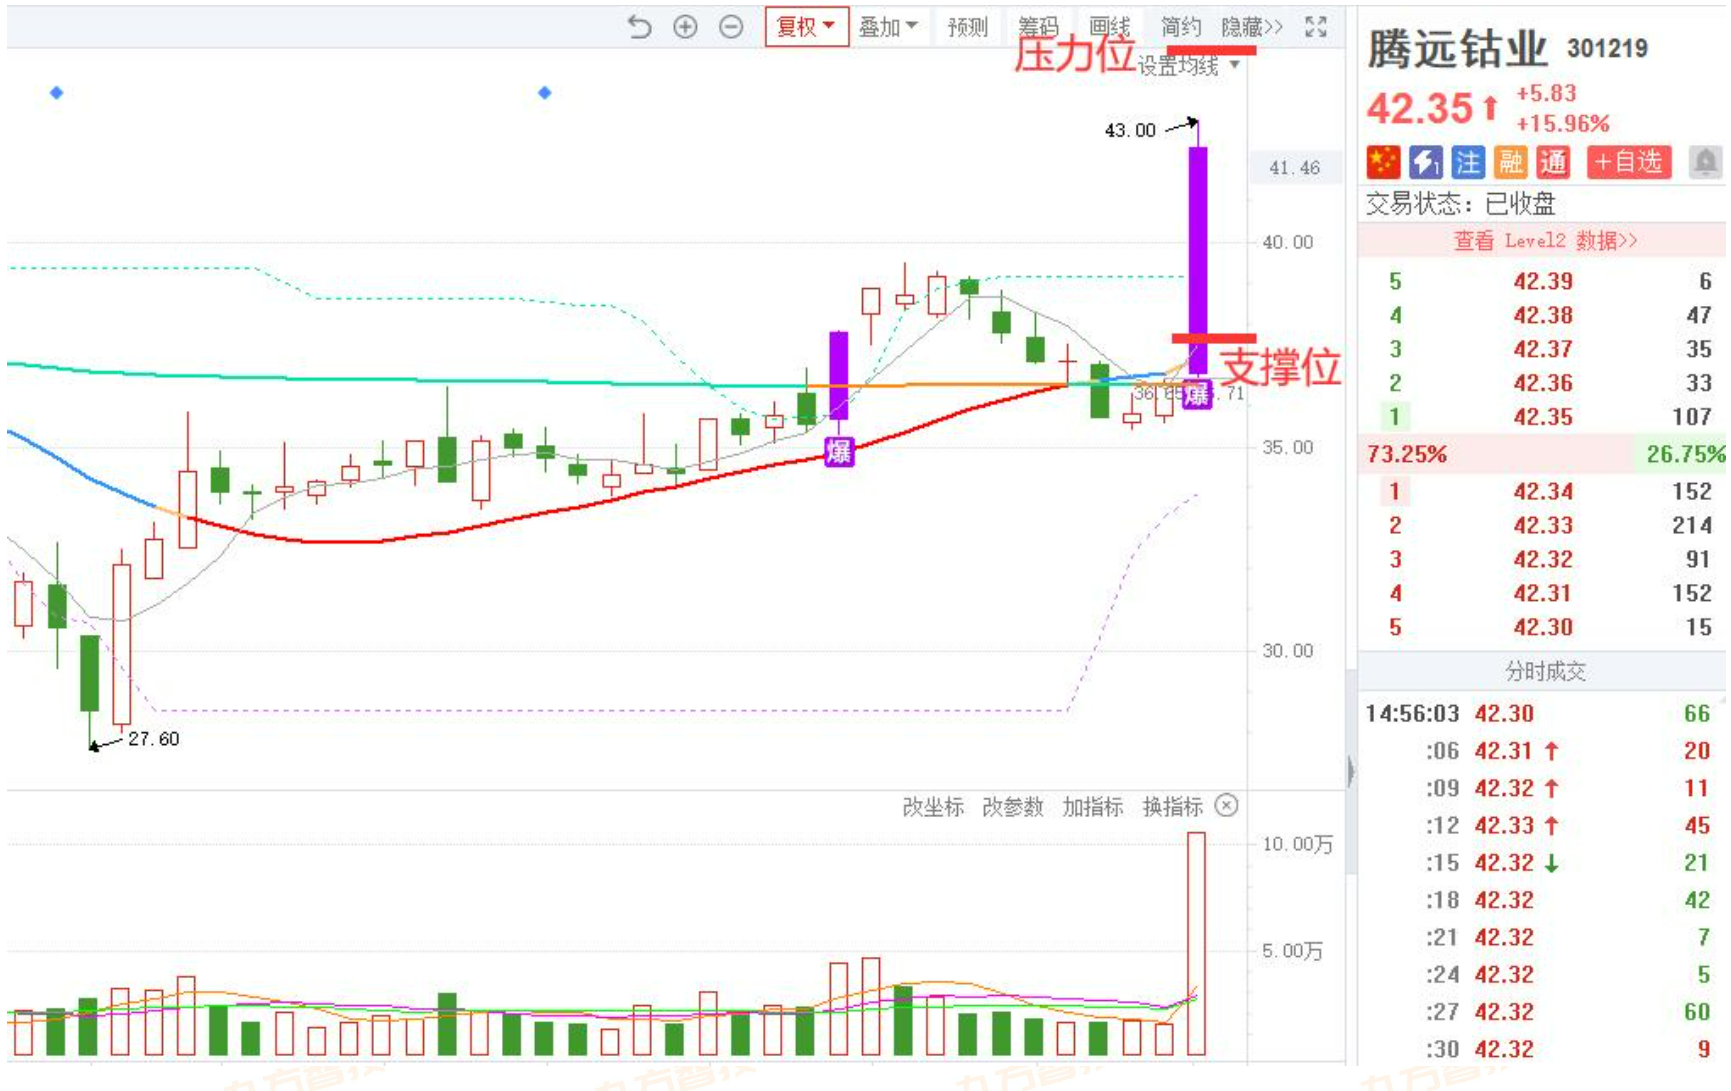 复权 叠加 预测 筹码 画线 简约 隐藏>>
压力位
设置均线
43.00
41.46
40.00
支撑位
爆
35.00
爆
30.00
27.60
改坐标 改参数 加指标 换指标
10.00万
5.00万
腾远钴业 301219
42.35 +5.83
+15.96%
1 注 融 通 +自选
交易状态：已收盘
查看 Level2 数据>>
5 42.39 6
4 42.38 47
3 42.37 35
2 42.36 33
1 42.35 107
73.25% 26.75%
1 42.34 152
2 42.33 214
3 42.32 91
4 42.31 152
5 42.30 15
分时成交
14:56:03 42.30 66
:06 42.31 ↑ 20
:09 42.32 ↑ 11
:12 42.33 ↑ 45
:15 42.32 ↓ 21
:18 42.32 42
:21 42.32 7
:24 42.32 5
:27 42.32 60
:30 42.32 9